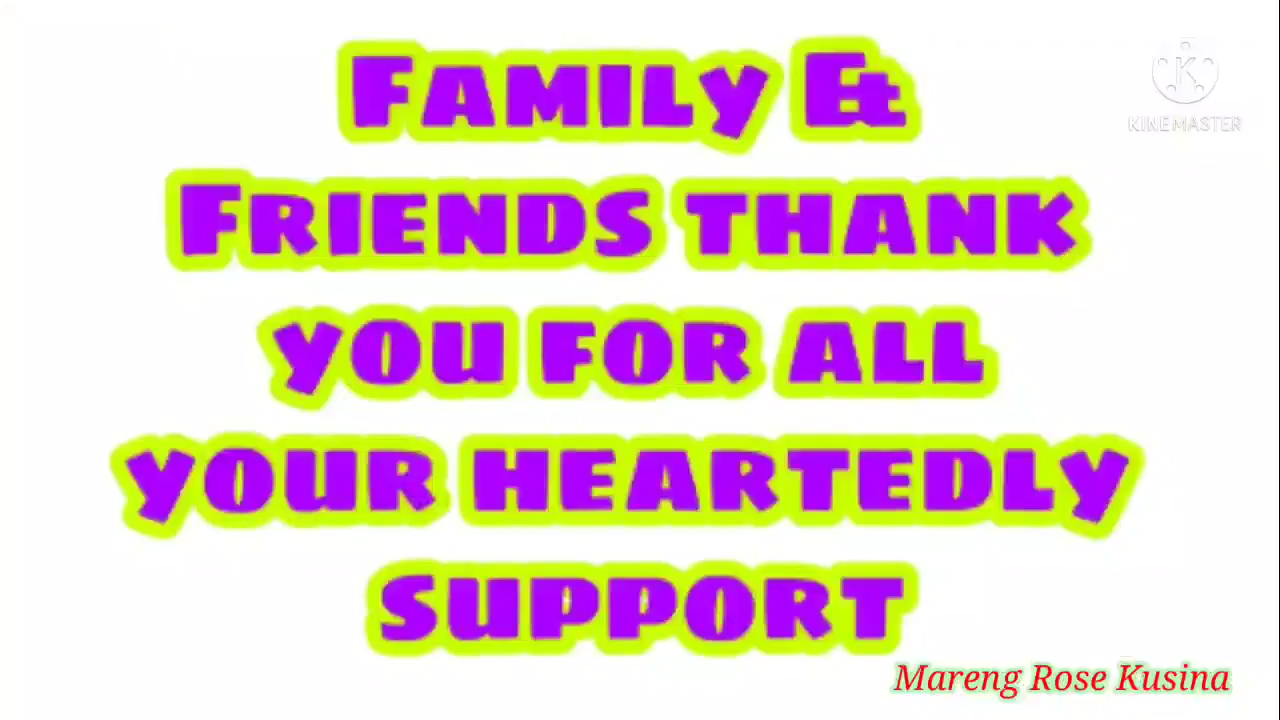 Family &
Friends thank
you for all
your heartedly
support
KINEMASTER
Mareng Rose Kusina